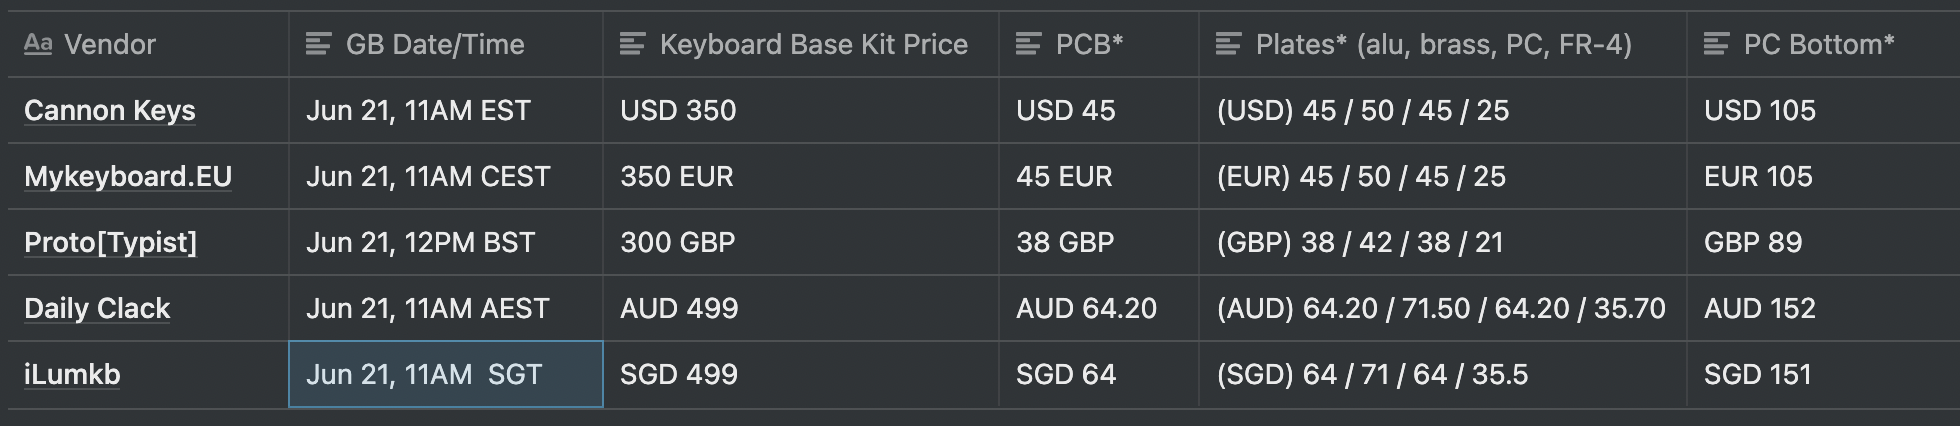 Aa Vendor GB Date/Time Keyboard Base Kit Price PCB* Plates* (alu, brass, PC, FR-4) PC Bottom*
Cannon Keys Jun 21, 11AM EST USD 350 USD 45 (USD) 45 / 50 / 45 / 25 USD 105
Mykeyboard.EU Jun 21, 11AM CEST 350 EUR 45 EUR (EUR) 45 / 50 / 45 / 25 EUR 105
Proto[Typist] Jun 21, 12PM BST 300 GBP 38 GBP (GBP) 38 / 42 / 38 / 21 GBP 89
Daily Clack Jun 21, 11AM AEST AUD 499 AUD 64.20 (AUD) 64.20 / 71.50 / 64.20 / 35.70 AUD 152
iLumkb Jun 21, 11AM  SGT SGD 499 SGD 64 (SGD) 64 / 71 / 64 / 35.5 SGD 151